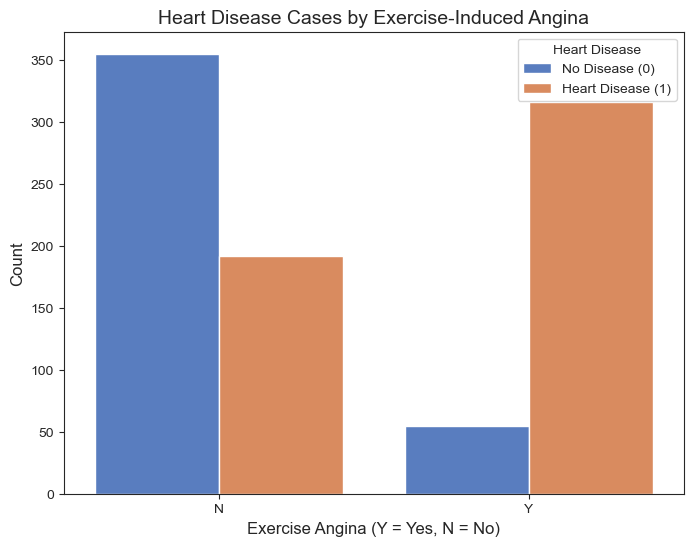 Heart Disease Cases by Exercise-Induced Angina
Heart Disease
No Disease (0)
Heart Disease (1)
Count
350
300
250
200
150
100
50
0
N
Y
Exercise Angina (Y = Yes, N = No)